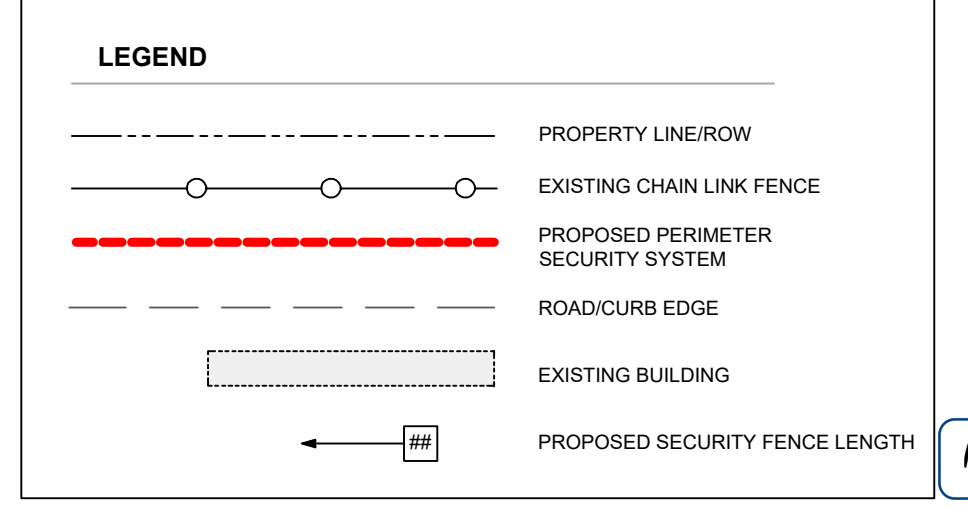 LEGEND
PROPERTY LINE/ROW
EXISTING CHAIN LINK FENCE
PROPOSED PERIMETER
SECURITY SYSTEM
ROAD/CURB EDGE
EXISTING BUILDING
##
PROPOSED SECURITY FENCE LENGTH